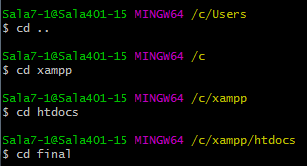 Sala7-1@Sala401-15 MINGW64 /c/Users
$ cd ..
Sala7-1@Sala401-15 MINGW64 /c
$ cd xampp
Sala7-1@Sala401-15 MINGW64 /c/xampp
$ cd htdocs
Sala7-1@Sala401-15 MINGW64 /c/xampp/htdocs
$ cd final